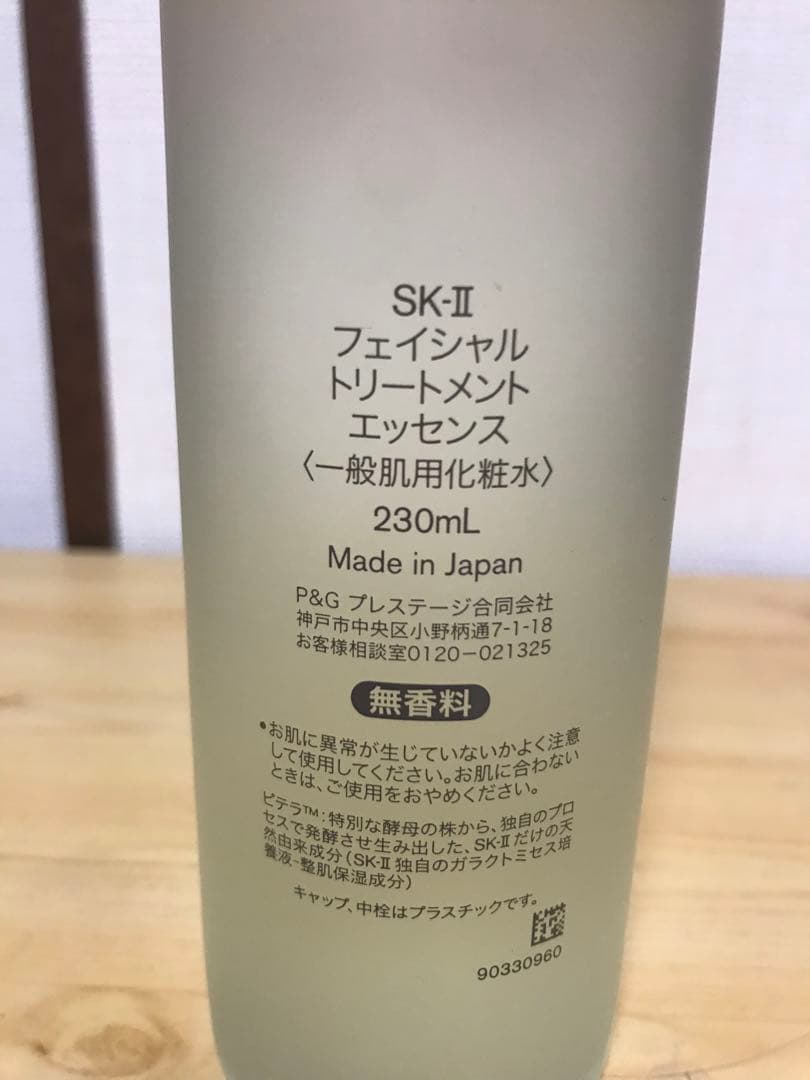 SK-Ⅱ
フェイシャル
トリートメント
エッセンス
〈一般肌用化粧水〉
230mL
Made in Japan
P&G プレステージ合同会社
神戸市中央区小野柄通7-1-18
お客様相談室0120-021325
無香料
•お肌に異常が生じていないかよく注意
して使用してください。お肌に合わない
ときは、ご使用をおやめください。
ピテラ™:特別な酵母の株から、独自のプロ
セスで発酵させ生み出した、SK-Ⅱだけの天
然由来成分(SK-Ⅱ独自のガラクトミセス培
養液-整肌保湿成分)
キャップ、中栓はプラスチックです。
90330960